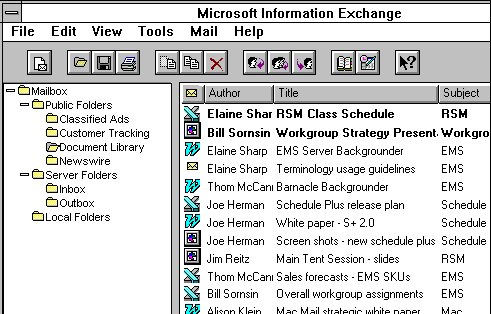 Microsoft Information Exchange
File Edit View Tools Mail Help
Mailbox
Public Folders
Classified Ads
Customer Tracking
Document Library
Newswire
Server Folders
Inbox
Outbox
Local Folders
Author Title Subject
Elaine Shar RSM Class Schedule RSM
Bill Sornsin Workgroup Strategy Present Workgro
Elaine Sharp EMS Server Backgrounder EMS
Elaine Sharp Terminology usage guidelines EMS
Thom McCan Barnacle Backgrounder EMS
Joe Herman Schedule Plus release plan Schedule
Joe Herman White paper - S+ 2.0 Schedule
Joe Herman Screen shots - new schedule plus Schedule
Jim Reitz Main Tent Session - slides RSM
Thom McCan Sales forecasts - EMS SKUs EMS
Bill Sornsin Overall workgroup assignments EMS
Alison Klein Mac Mail strategic white paper Mac